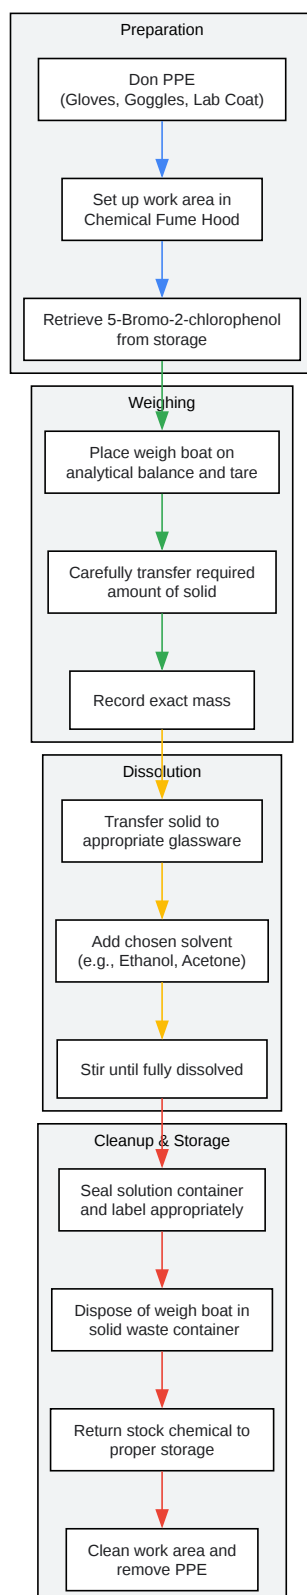 Preparation
Don PPE
(Gloves, Goggles, Lab Coat)
Set up work area in
Chemical Fume Hood
Retrieve 5-Bromo-2-chlorophenol
from storage
Weighing
Place weigh boat on
analytical balance and tare
Carefully transfer required
amount of solid
Record exact mass
Dissolution
Transfer solid to
appropriate glassware
Add chosen solvent
(e.g., Ethanol, Acetone)
Stir until fully dissolved
Cleanup & Storage
Seal solution container
and label appropriately
Dispose of weigh boat in
solid waste container
Return stock chemical to
proper storage
Clean work area and
remove PPE